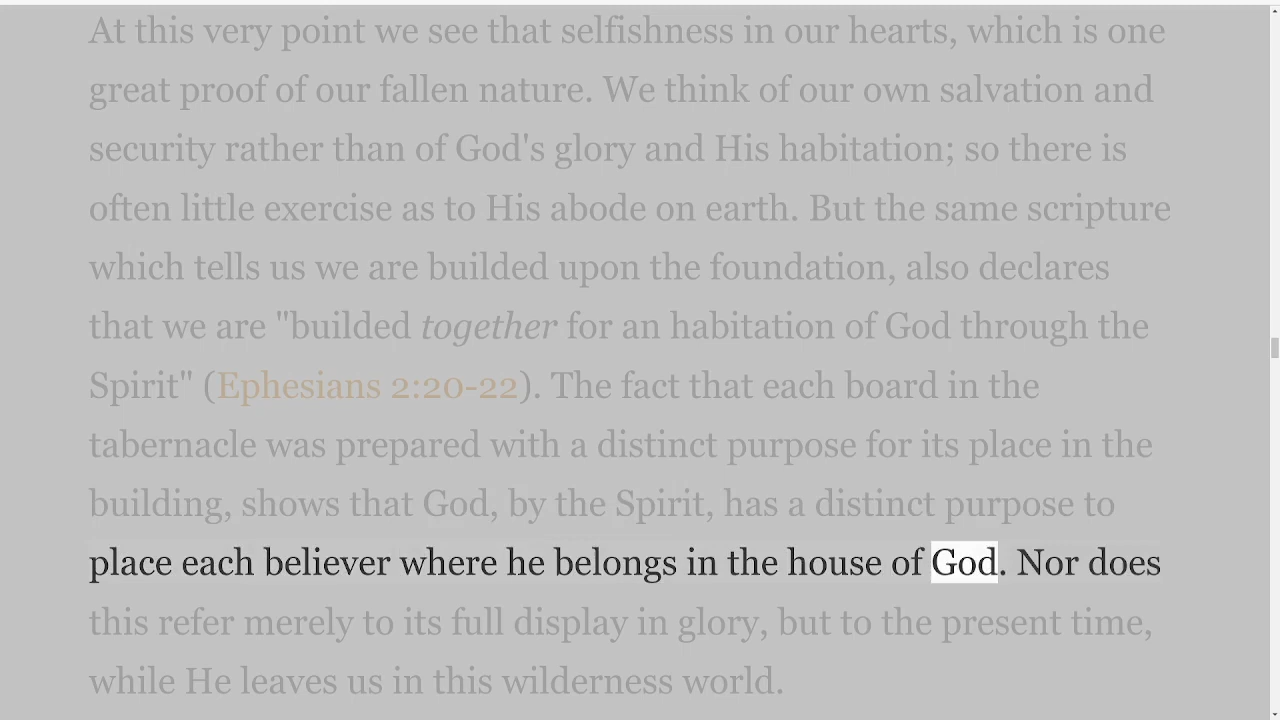 At this very point we see that selfishness in our hearts, which is one
great proof of our fallen nature. We think of our own salvation and
security rather than of God's glory and His habitation; so there is
often little exercise as to His abode on earth. But the same scripture
which tells us we are builded upon the foundation, also declares
that we are "builded together for an habitation of God through the
Spirit" (Ephesians 2:20-22). The fact that each board in the
tabernacle was prepared with a distinct purpose for its place in the
building, shows that God, by the Spirit, has a distinct purpose to
place each believer where he belongs in the house of God. Nor does
this refer merely to its full display in glory, but to the present time,
while He leaves us in this wilderness world.